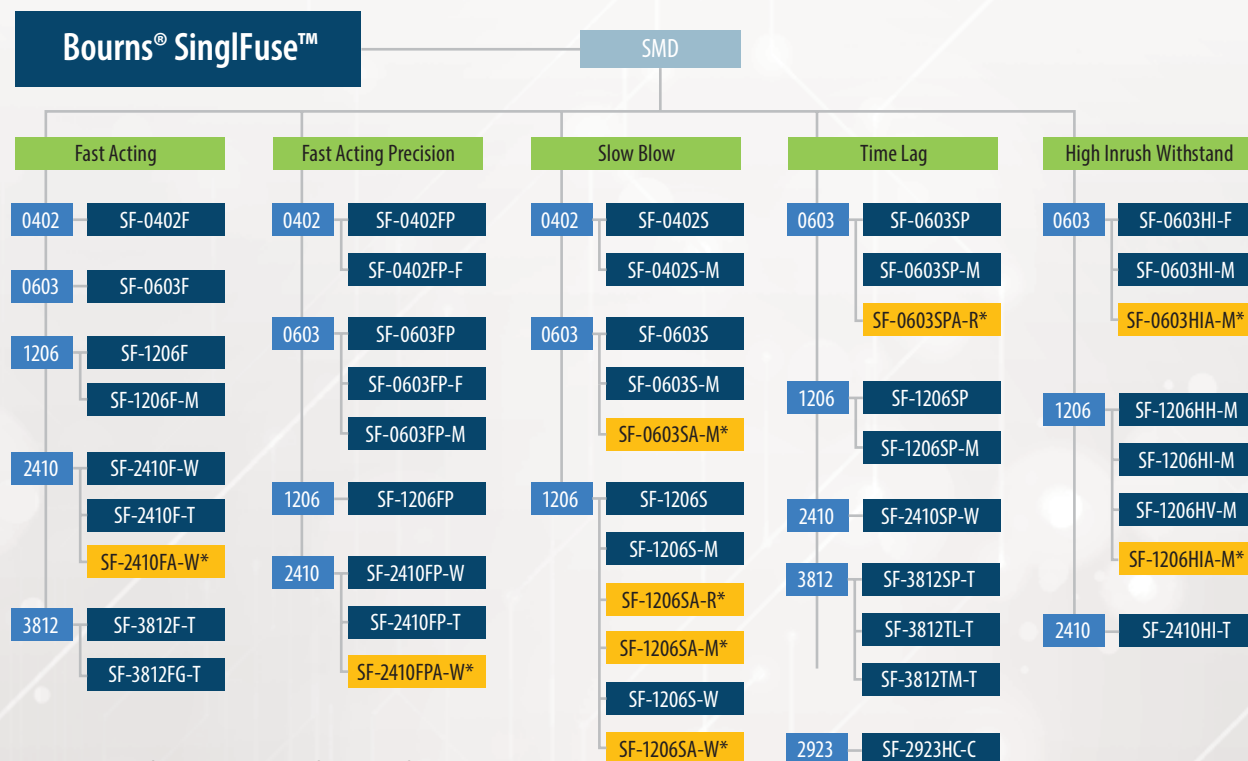 Bourns® SinglFuse™
SMD
Fast Acting
0402
SF-0402F
0603
SF-0603F
1206
SF-1206F
SF-1206F-M
2410
SF-2410F-W
SF-2410F-T
SF-2410FA-W*
3812
SF-3812F-T
SF-3812FG-T
Fast Acting Precision
0402
SF-0402FP
SF-0402FP-F
0603
SF-0603FP
SF-0603FP-F
SF-0603FP-M
1206
SF-1206FP
2410
SF-2410FP-W
SF-2410FP-T
SF-2410FPA-W*
Slow Blow
0402
SF-0402S
SF-0402S-M
0603
SF-0603S
SF-0603S-M
SF-0603SA-M*
1206
SF-1206S
SF-1206S-M
SF-1206SA-R*
SF-1206SA-M*
SF-1206S-W
SF-1206SA-W*
Time Lag
0603
SF-0603SP
SF-0603SP-M
SF-0603SPA-R*
1206
SF-1206SP
SF-1206SP-M
2410
SF-2410SP-W
3812
SF-3812SP-T
SF-3812TL-T
SF-3812TM-T
2923
SF-2923HC-C
High Inrush Withstand
0603
SF-0603HI-F
SF-0603HI-M
SF-0603HIA-M*
1206
SF-1206HH-M
SF-1206HI-M
SF-1206HV-M
SF-1206HIA-M*
2410
SF-2410HI-T